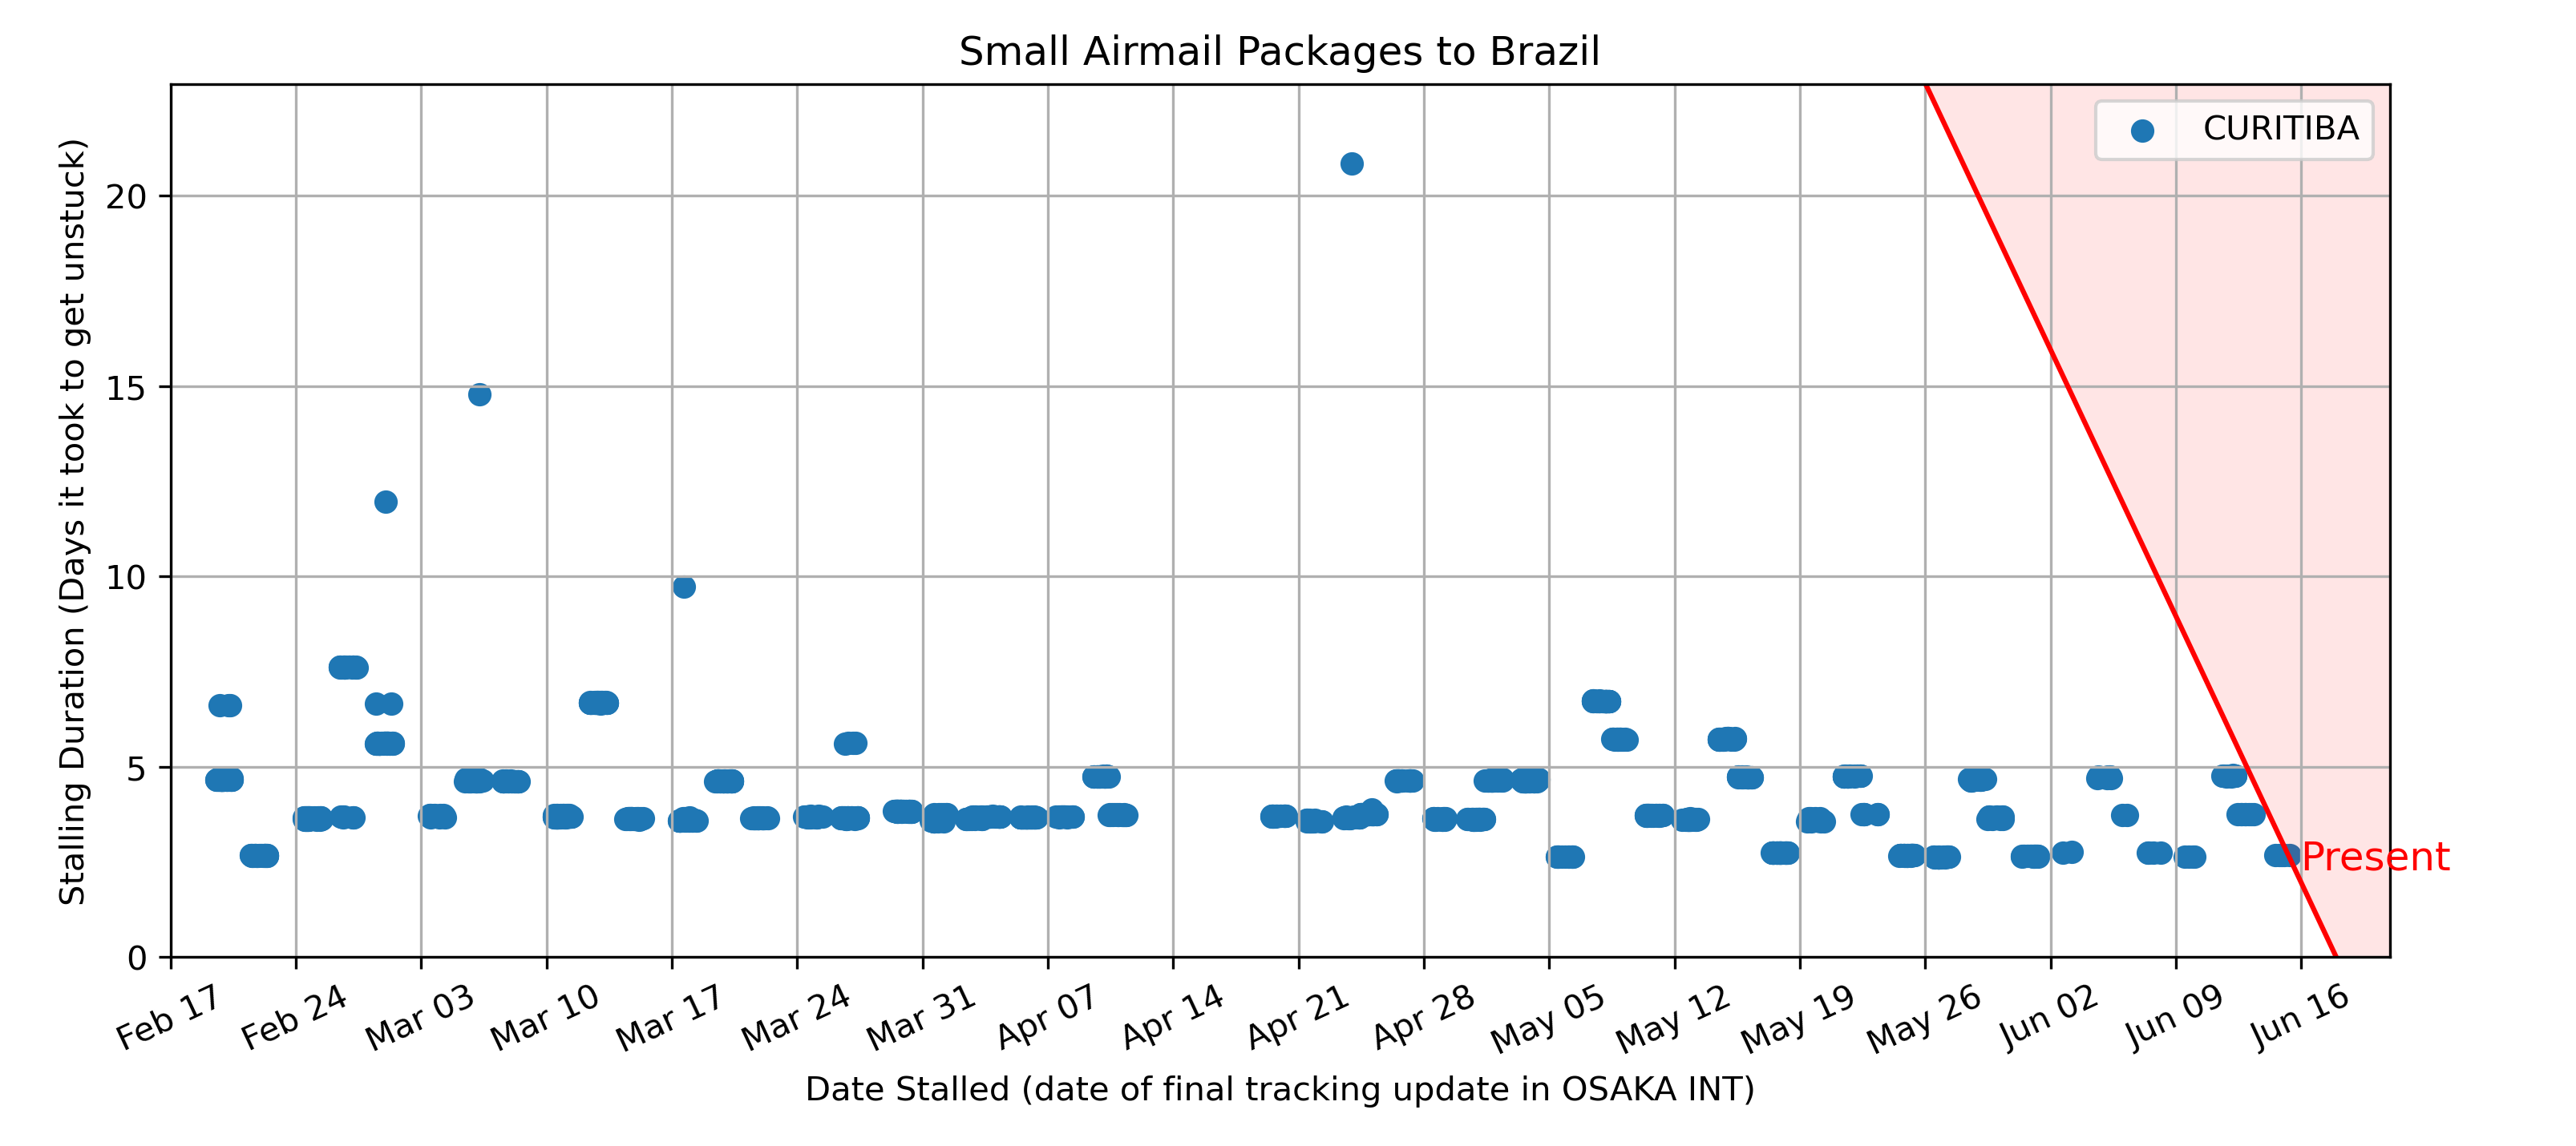 Small Airmail Packages to Brazil
CURITIBA
Stalling Duration (Days it took to get unstuck)
20
15
10
5
0
Present
Feb 17
Feb 24
Mar 03
Mar 10
Mar 17
Mar 24
Mar 31
Apr 07
Apr 14
Apr 21
Apr 28
May 05
May 12
May 19
May 26
Jun 02
Jun 09
Jun 16
Date Stalled (date of final tracking update in OSAKA INT)